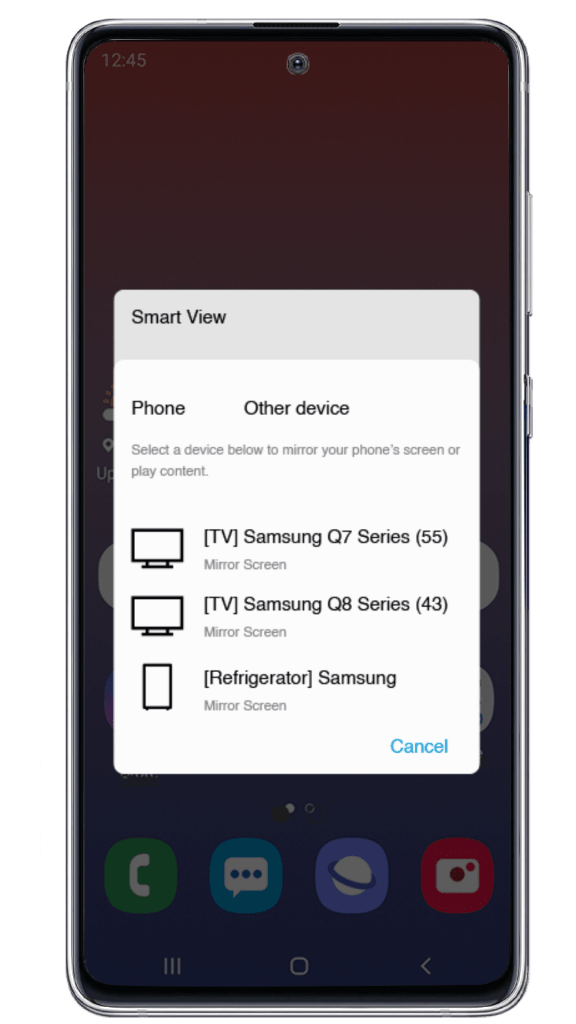 12:45
Smart View
Phone Other device
Select a device below to mirror your phone's screen or
play content.
[TV] Samsung Q7 Series (55)
Mirror Screen
[TV] Samsung Q8 Series (43)
Mirror Screen
[Refrigerator] Samsung
Mirror Screen
Cancel